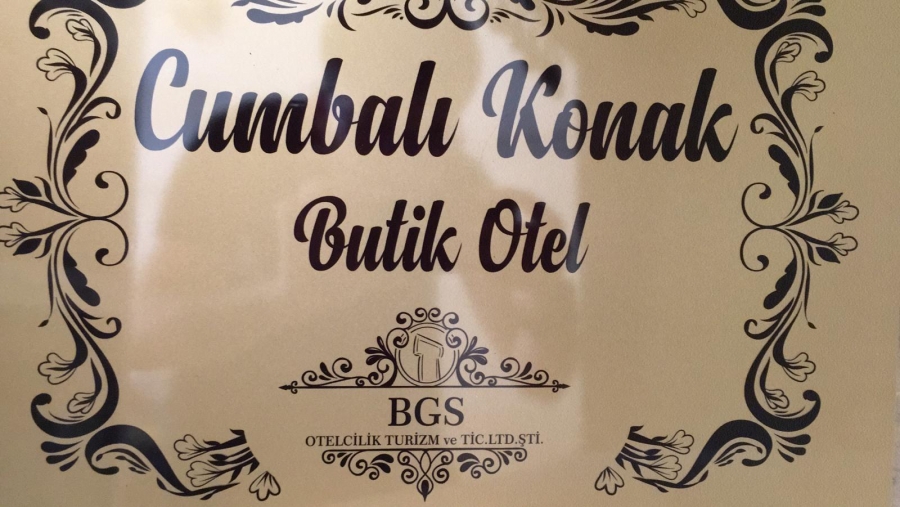 Cumbalı Konak
Butik Otel
BGS
OTELCİLİK TURİZM ve TİC.LTD.ŞTİ.